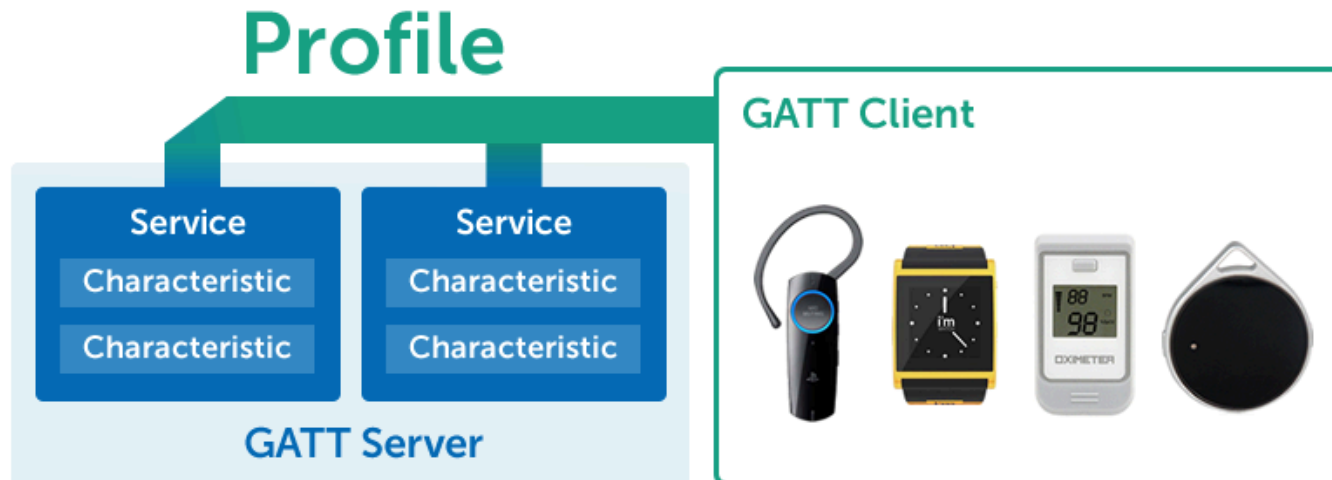 Profile
GATT Client
Service
Characteristic
Characteristic
Service
Characteristic
Characteristic
GATT Server
i'm
88
98
OXIMETER